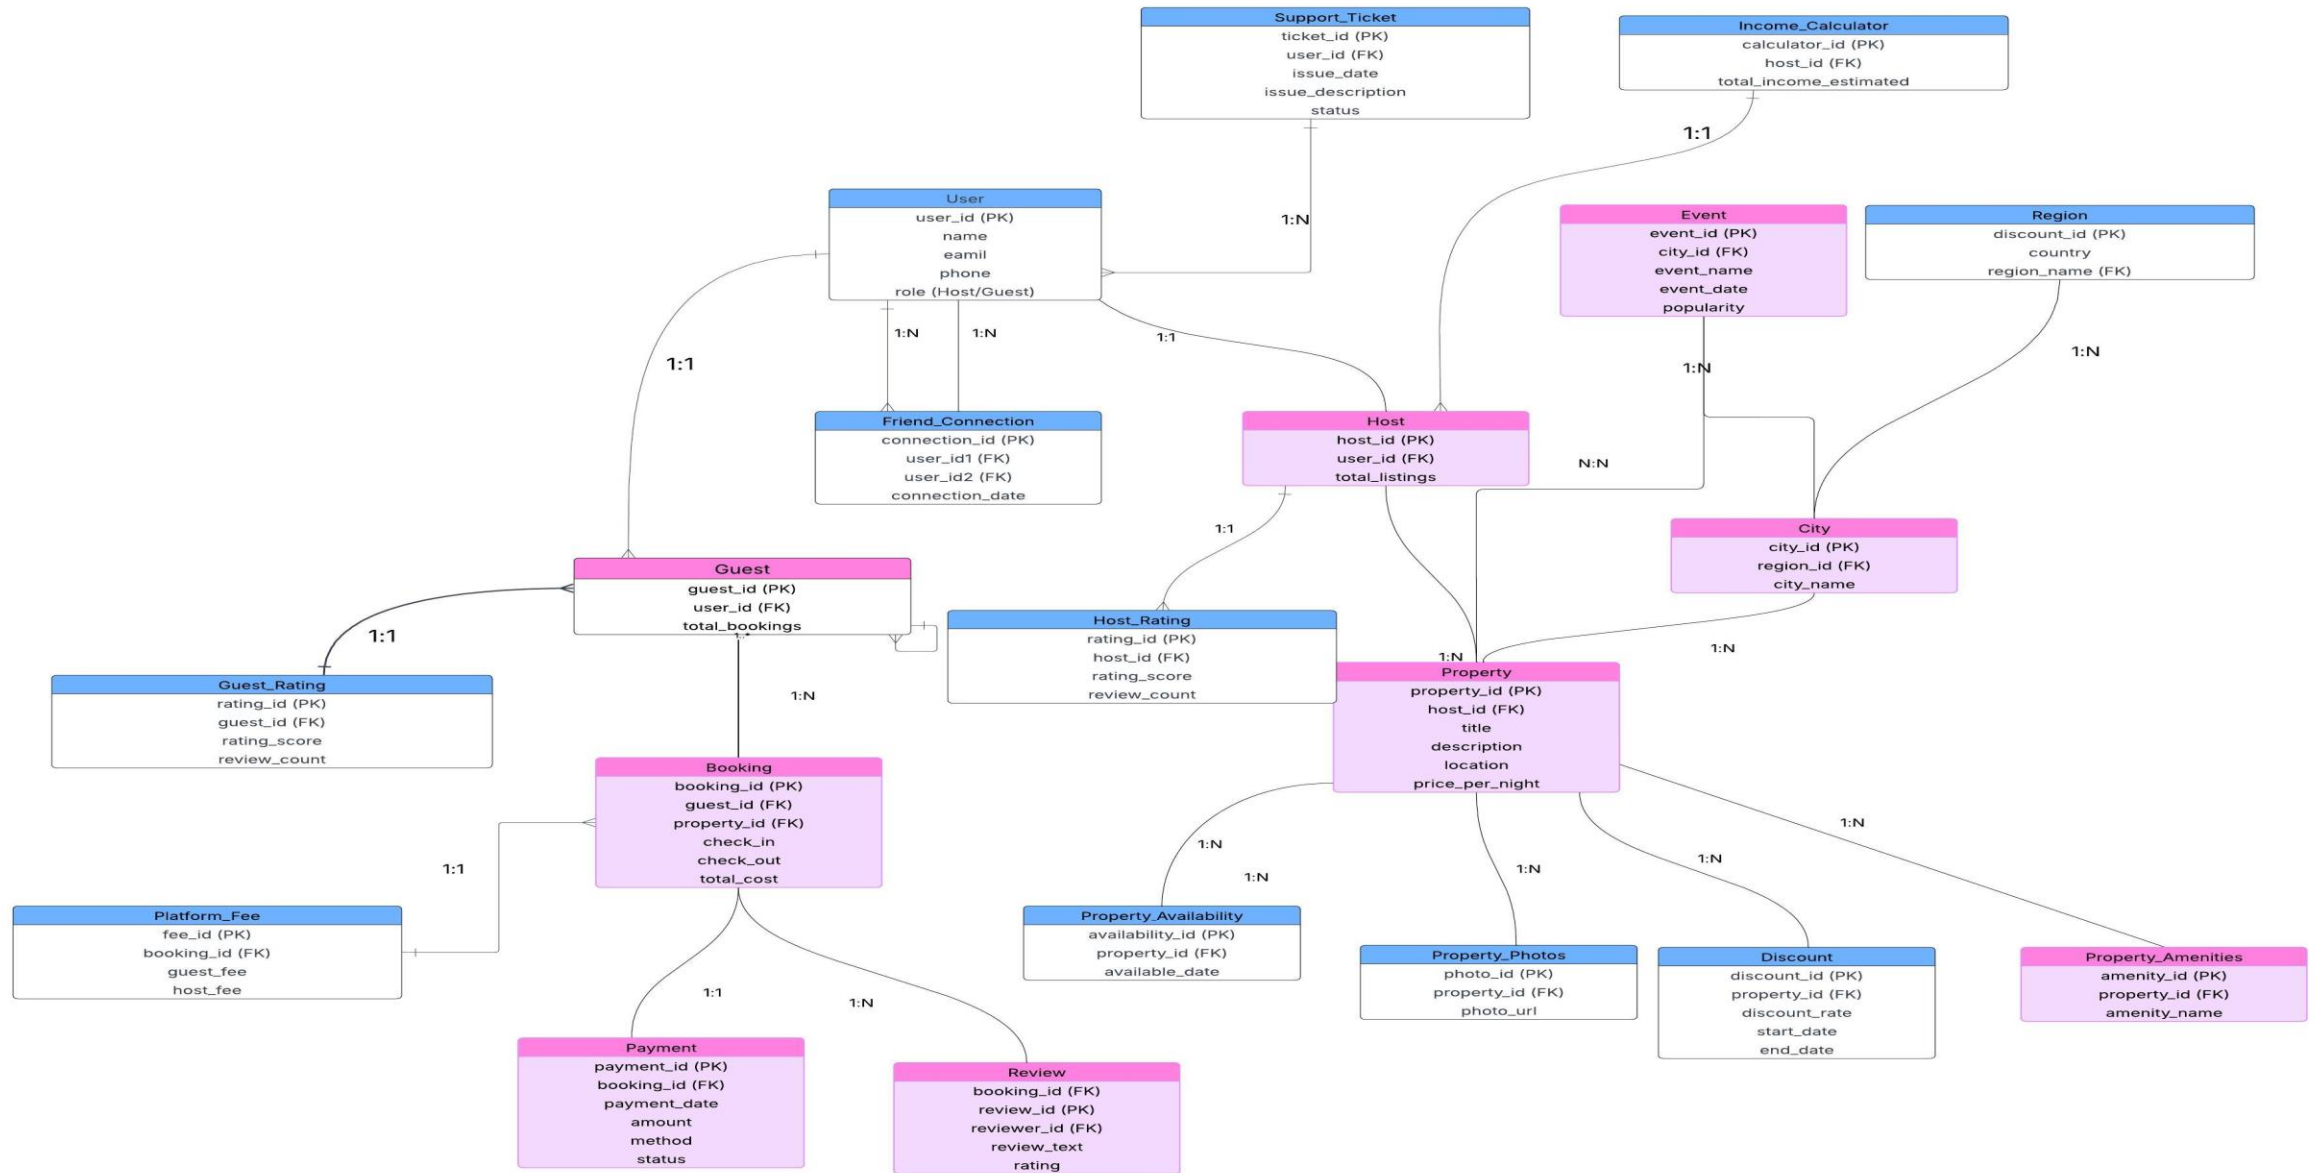 Support_Ticket
ticket_id (PK)
user_id (FK)
issue_date
issue_description
status
Income_Calculator
calculator_id (PK)
host_id (FK)
total_income_estimated
1:1
User
user_id (PK)
name
eamil
phone
role (Host/Guest)
1:N
Event
event_id (PK)
city_id (FK)
event_name
event_date
popularity
Region
discount_id (PK)
country
region_name (FK)
1:1
1:N
1:N
1:1
1:N
1:N
Friend_Connection
connection_id (PK)
user_id1 (FK)
user_id2 (FK)
connection_date
Host
host_id (PK)
user_id (FK)
total_listings
N:N
City
city_id (PK)
region_id (FK)
city_name
1:1
Guest
guest_id (PK)
user_id (FK)
total_bookings
1..*
1:1
Host_Rating
rating_id (PK)
host_id (FK)
rating_score
review_count
1:N
1:N
Guest_Rating
rating_id (PK)
guest_id (FK)
rating_score
review_count
1:N
Property
property_id (PK)
host_id (FK)
title
description
location
price_per_night
Booking
booking_id (PK)
guest_id (FK)
property_id (FK)
check_in
check_out
total_cost
1:1
1:N
1:N
1:N
1:N
1:N
Platform_Fee
fee_id (PK)
booking_id (FK)
guest_fee
host_fee
Property_Availability
availability_id (PK)
property_id (FK)
available_date
Property_Photos
photo_id (PK)
property_id (FK)
photo_url
Discount
discount_id (PK)
property_id (FK)
discount_rate
start_date
end_date
Property_Amenities
amenity_id (PK)
property_id (FK)
amenity_name
1:1
1:N
Payment
payment_id (PK)
booking_id (FK)
payment_date
amount
method
status
Review
booking_id (FK)
review_id (PK)
reviewer_id (FK)
review_text
rating